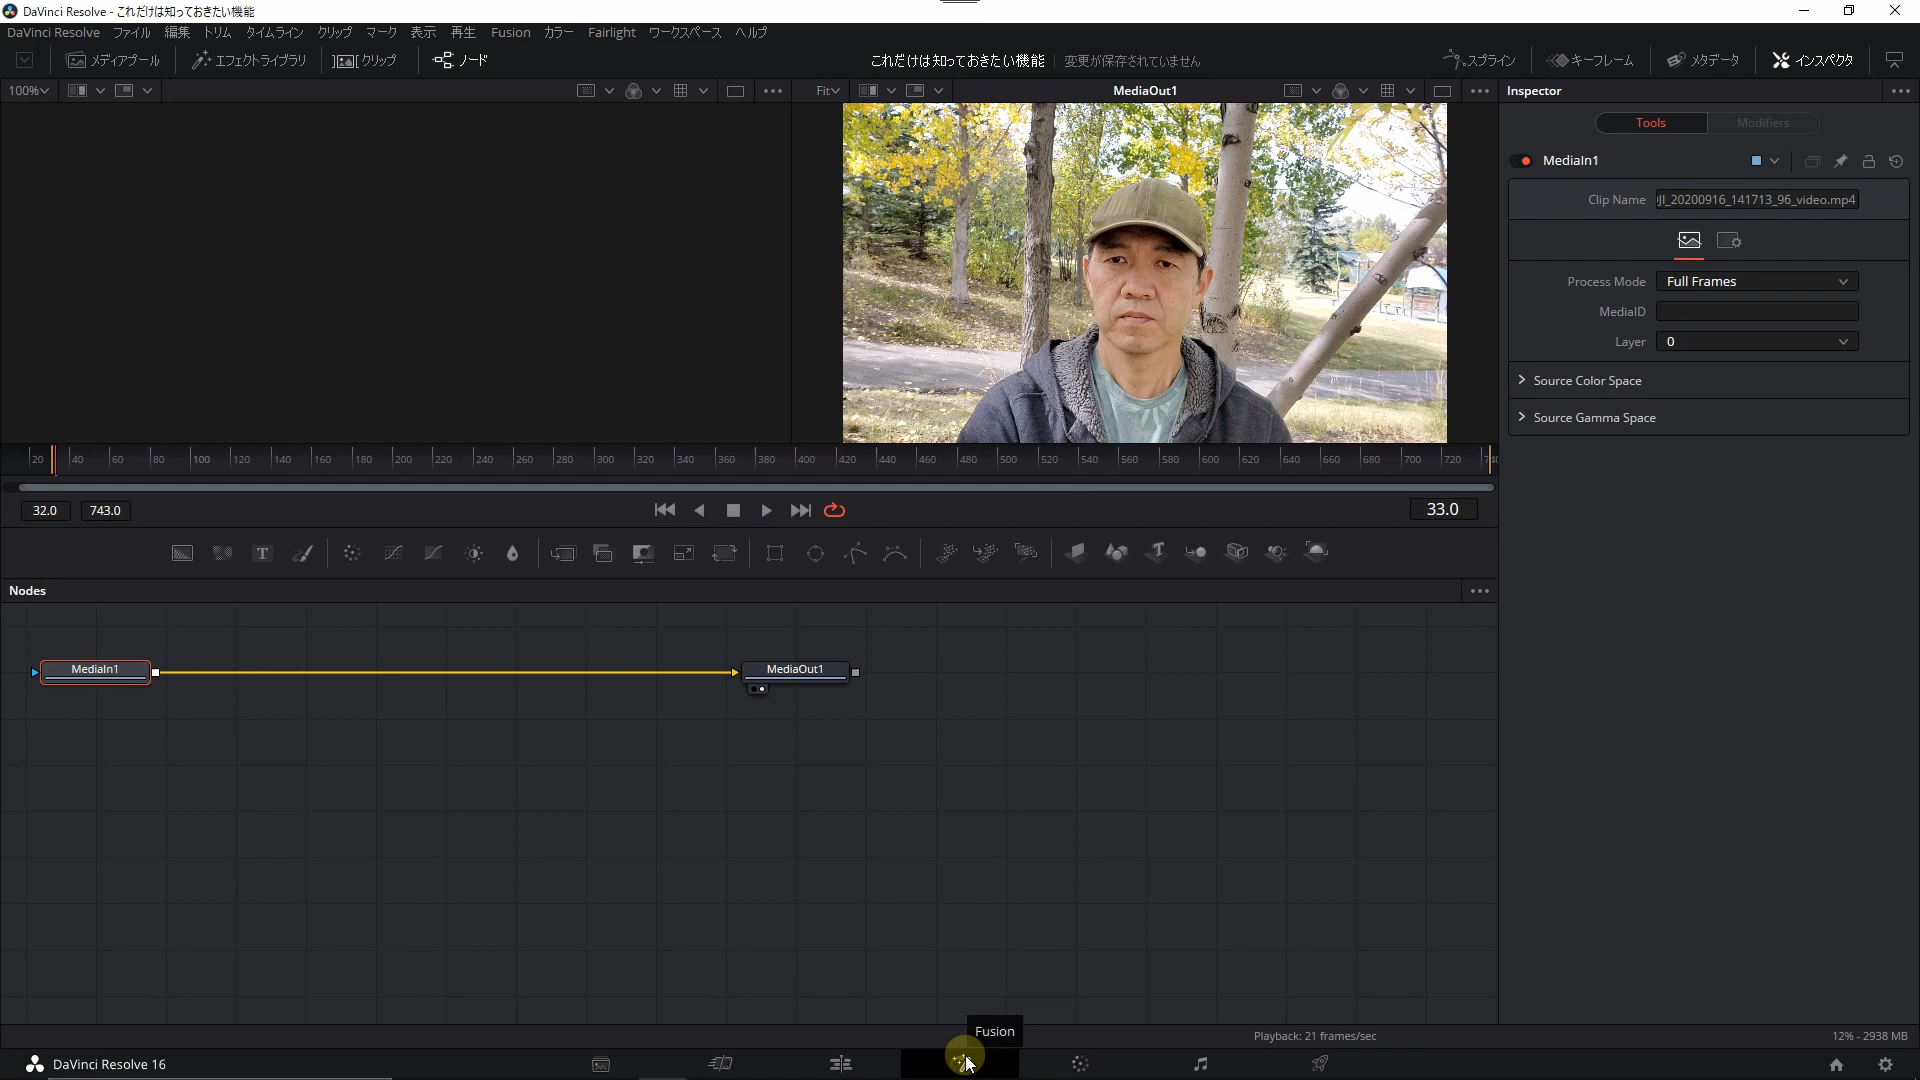 DaVinci Resolve - これだけは知っておきたい機能
DaVinci Resolve ファイル 編集 トリム タイムライン クリップ マーク 表示 再生 Fusion カラー Fairlight ワークスペース ヘルプ
メディアプール エフェクトライブラリ クリップ ノード これだけは知っておきたい機能 変更が保存されていません スプライン キーフレーム メタデータ インスペクタ
100% Fit MediaOut1 Inspector
Tools Modifiers
MediaIn1
Clip Name JI_20200916_141713_96_video.mp4
Process Mode Full Frames
MediaID
Layer 0
Source Color Space
Source Gamma Space
20 40 60 80 100 120 140 160 180 200 220 240 260 280 300 320 340 360 380 400 420 440 460 480 500 520 540 560 580 600 620 640 660 680 700 720
32.0 743.0 33.0
Nodes
MediaIn1 MediaOut1
Fusion
Playback: 21 frames/sec 12% - 2938 MB
DaVinci Resolve 16